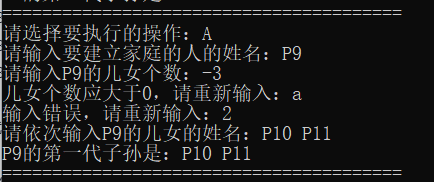 ========================================
请选择要执行的操作：A
请输入要建立家庭的人的姓名：P9
请输入P9的儿女个数：-3
儿女个数应大于0，请重新输入：a
输入错误，请重新输入：2
请依次输入P9的儿女的姓名：P10 P11
P9的第一代子孙是：P10 P11
========================================